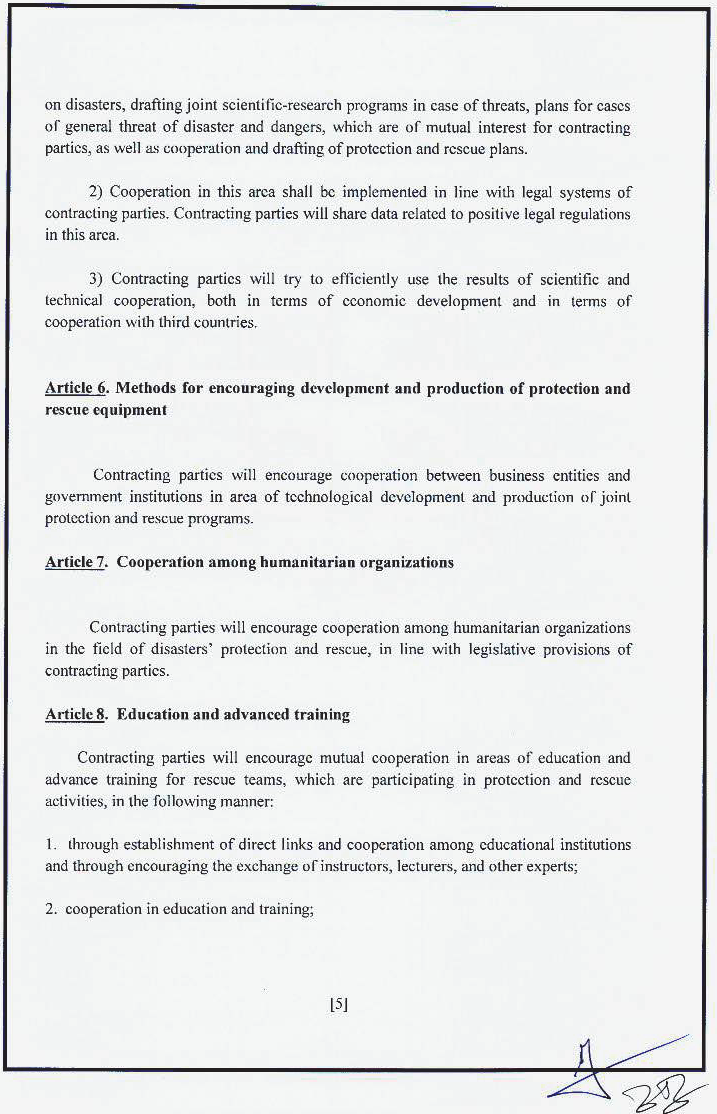 on disasters, drafting joint scientific-research programs in case of threats, plans for cases
of general threat of disaster and dangers, which are of mutual interest for contracting
parties, as well as cooperation and drafting of protection and rescue plans.
2) Cooperation in this area shall be implemented in line with legal systems of
contracting parties. Contracting parties will share data related to positive legal regulations
in this area.
3) Contracting parties will try to efficiently use the results of scientific and
technical cooperation, both in terms of economic development and in terms of
cooperation with third countries.
Article 6. Methods for encouraging development and production of protection and
rescue equipment
Contracting parties will encourage cooperation between business entities and
government institutions in area of technological development and production of joint
protection and rescue programs.
Article 7. Cooperation among humanitarian organizations
Contracting parties will encourage cooperation among humanitarian organizations
in the field of disasters' protection and rescue, in line with legislative provisions of
contracting parties.
Article 8. Education and advanced training
Contracting parties will encourage mutual cooperation in areas of education and
advance training for rescue teams, which are participating in protection and rescue
activities, in the following manner:
1. through establishment of direct links and cooperation among educational institutions
and through encouraging the exchange of instructors, lecturers, and other experts;
2. cooperation in education and training;
[5]